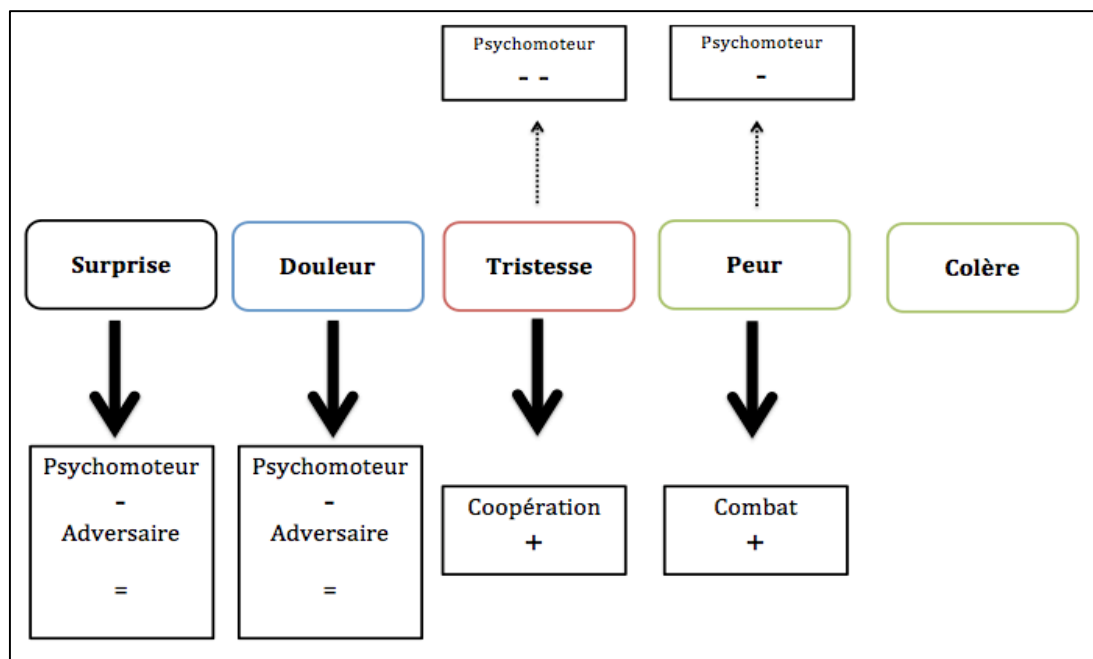 Psychomoteur
- -
Psychomoteur
-
Surprise
Douleur
Tristesse
Peur
Colère
Psychomoteur
-
Adversaire
=
Psychomoteur
-
Adversaire
=
Coopération
+
Combat
+